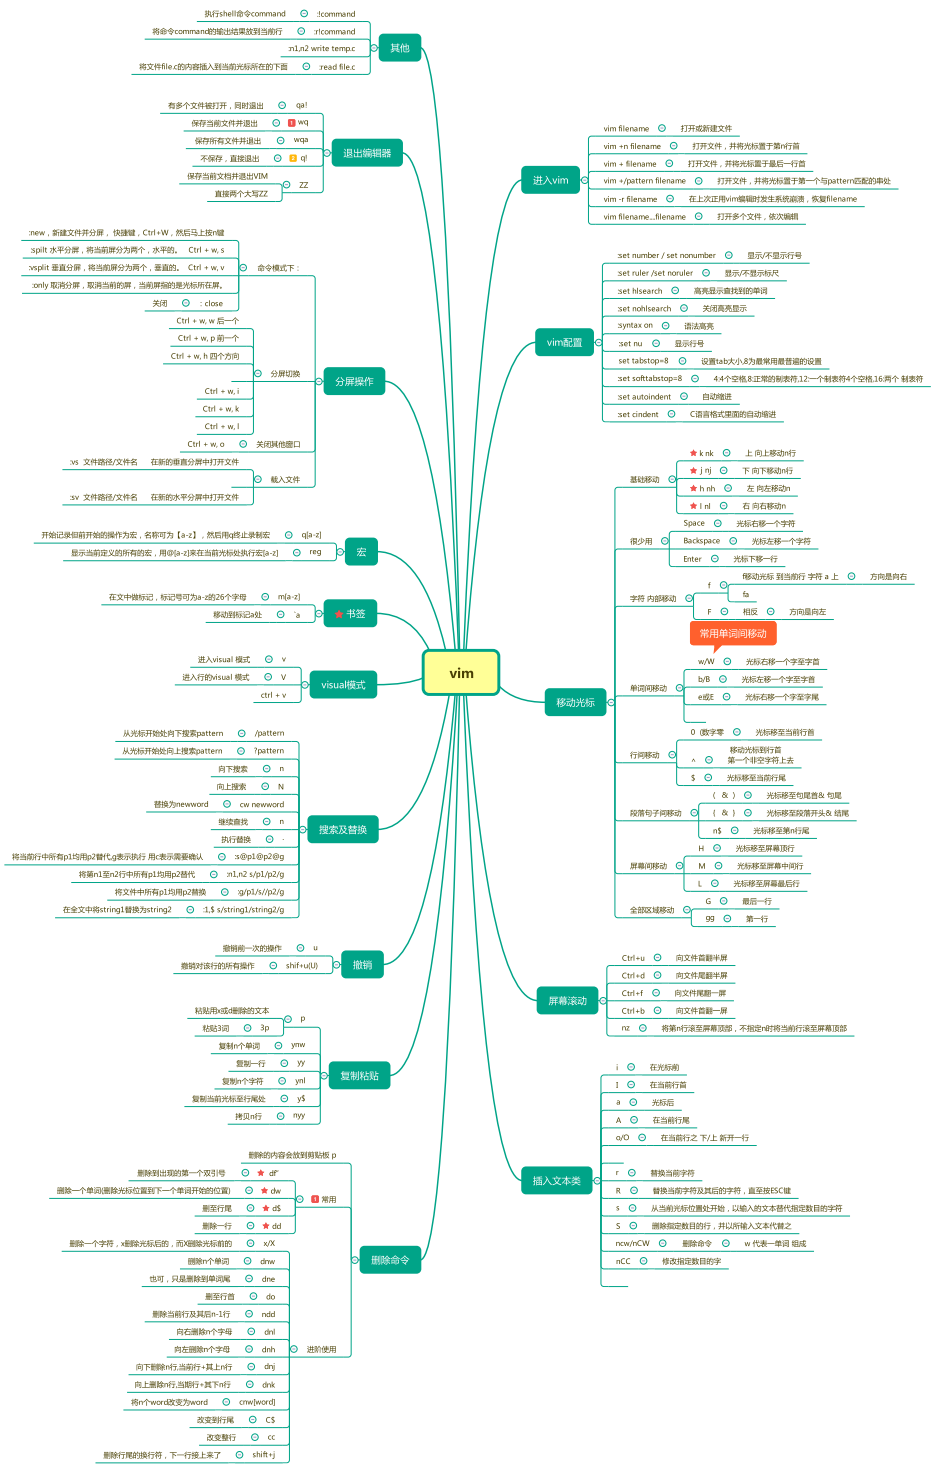 vim
其他
执行shell命令command :!command
将命令command的输出结果放到当前行 :r!command
:n1,n2 write temp.c
将文件file.c的内容插入到当前光标所在的下面 :read file.c
退出编辑器
有多个文件被打开，同时退出 qa!
保存当前文件并退出 1 wq
保存所有文件并退出 wqa
不保存，直接退出 2 q!
保存当前文档并退出VIM
直接两个大写ZZ
ZZ
分屏操作
命令模式下：
:new，新建文件并分屏， 快捷键，Ctrl+W，然后马上按n键
:spilt 水平分屏，将当前屏分为两个，水平的。 Ctrl + w, s
:vsplit 垂直分屏，将当前屏分为两个，垂直的。 Ctrl + w, v
:only 取消分屏，取消当前的屏，当前屏指的是光标所在屏。
关闭 : close
分屏切换
Ctrl + w, w 后一个
Ctrl + w, p 前一个
Ctrl + w, h 四个方向
Ctrl + w, i
Ctrl + w, k
Ctrl + w, l
Ctrl + w, o 关闭其他窗口
载入文件
:vs 文件路径/文件名 在新的垂直分屏中打开文件
:sv 文件路径/文件名 在新的水平分屏中打开文件
宏
开始记录但前开始的操作为宏，名称可为【a-z】，然后用q终止录制宏 q[a-z]
显示当前定义的所有的宏，用@[a-z]来在当前光标处执行宏[a-z] reg
书签
在文中做标记，标记号可为a-z的26个字母 m[a-z]
移动到标记a处 `a
visual模式
进入visual 模式 v
进入行的visual 模式 V
ctrl + v
搜索及替换
从光标开始处向下搜索pattern /pattern
从光标开始处向上搜索pattern ?pattern
向下搜索 n
向上搜索 N
替换为newword cw newword
继续查找 n
执行替换 .
将当前行中所有p1均用p2替代,g表示执行 用c表示需要确认 :s@p1@p2@g
将第n1至n2行中所有p1均用p2替代 :n1,n2 s/p1/p2/g
将文件中所有p1均用p2替换 :g/p1/s//p2/g
在全文中将string1替换为string2 :1,$ s/string1/string2/g
撤销
撤销前一次的操作 u
撤销对该行的所有操作 shif+u(U)
复制粘贴
粘贴用x或d删除的文本
粘贴3词 3p
p
复制n个单词 ynw
复制一行 yy
复制n个字符 ynl
复制当前光标至行尾处 y$
拷贝n行 nyy
删除命令
删除的内容会放到剪贴板 p
1 常用
删除到出现的第一个双引号 df"
删除一个单词(删除光标位置到下一个单词开始的位置) dw
删至行尾 d$
删除一行 dd
进阶使用
删除一个字符，x删除光标后的，而X删除光标前的 x/X
删除n个单词 dnw
也可，只是删除到单词尾 dne
删至行首 do
删除当前行及其后n-1行 ndd
向右删除n个字母 dnl
向左删除n个字母 dnh
向下删除n行,当前行+其上n行 dnj
向上删除n行,当期行+其下n行 dnk
将n个word改变为word cnw[word]
改变到行尾 C$
改变整行 cc
删除行尾的换行符，下一行接上来了 shift+j
进入vim
vim filename 打开或新建文件
vim +n filename 打开文件，并将光标置于第n行首
vim + filename 打开文件，并将光标置于最后一行首
vim +/pattern filename 打开文件，并将光标置于第一个与pattern匹配的串处
vim -r filename 在上次正用vim编辑时发生系统崩溃，恢复filename
vim filename...filename 打开多个文件，依次编辑
vim配置
:set number / set nonumber 显示/不显示行号
:set ruler /set noruler 显示/不显示标尺
:set hlsearch 高亮显示查找到的单词
:set nohlsearch 关闭高亮显示
:syntax on 语法高亮
:set nu 显示行号
set tabstop=8 设置tab大小,8为最常用最普遍的设置
:set softtabstop=8 4:4个空格,8:正常的制表符,12:一个制表符4个空格,16:两个 制表符
:set autoindent 自动缩进
:set cindent C语言格式里面的自动缩进
移动光标
基础移动
k nk 上 向上移动n行
j nj 下 向下移动n行
h nh 左 向左移动n
l nl 右 向右移动n
很少用
Space 光标右移一个字符
Backspace 光标左移一个字符
Enter 光标下移一行
字符 内部移动
f
f移动光标 到当前行 字符 a 上 方向是向右
fa
F 相反 方向是向左
常用单词间移动
单词间移动
w/W 光标右移一个字至字首
b/B 光标左移一个字至字首
e或E 光标右移一个字至字尾
行间移动
0 (数字零 光标移至当前行首
^ 移动光标到行首
第一个非空字符上去
$ 光标移至当前行尾
段落句子间移动
( & ) 光标移至句尾首& 句尾
{ & } 光标移至段落开头& 结尾
n$ 光标移至第n行尾
屏幕间移动
H 光标移至屏幕顶行
M 光标移至屏幕中间行
L 光标移至屏幕最后行
全部区域移动
G 最后一行
gg 第一行
屏幕滚动
Ctrl+u 向文件首翻半屏
Ctrl+d 向文件尾翻半屏
Ctrl+f 向文件尾翻一屏
Ctrl+b 向文件首翻一屏
nz 将第n行滚至屏幕顶部，不指定n时将当前行滚至屏幕顶部
插入文本类
i 在光标前
I 在当前行首
a 光标后
A 在当前行尾
o/O 在当前行之 下/上 新开一行
r 替换当前字符
R 替换当前字符及其后的字符，直至按ESC键
s 从当前光标位置处开始，以输入的文本替代指定数目的字符
S 删除指定数目的行，并以所输入文本代替之
ncw/nCW 删除命令 w 代表一单词 组成
nCC 修改指定数目的字